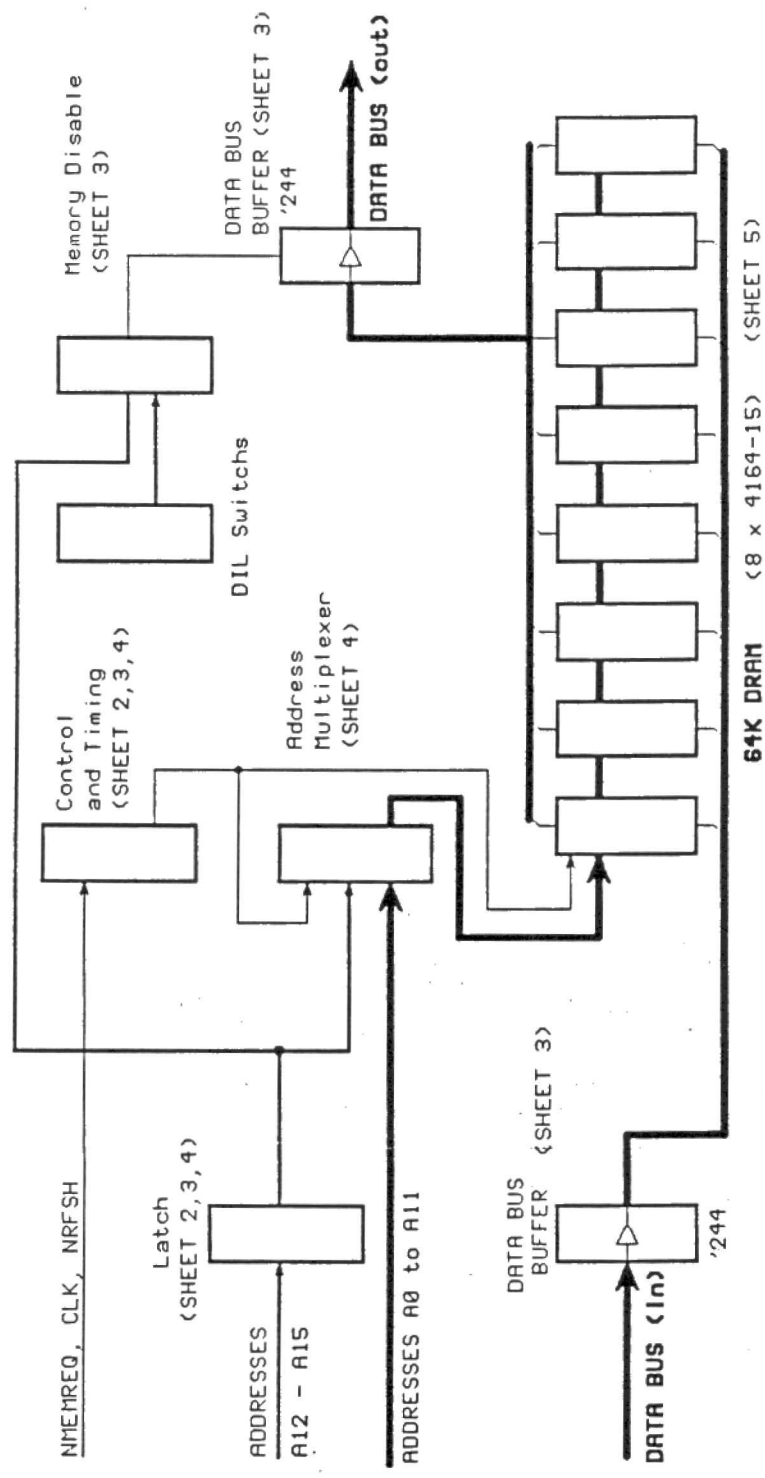 NMEMREQ, CLK, NRFSH
Control
and Timing
(SHEET 2,3,4)
Memory Disable
(SHEET 3)
DIL Switchs
Latch
(SHEET 2,3,4)
ADDRESSES
A12 - A15
Address
Multiplexer
(SHEET 4)
DATA BUS
BUFFER (SHEET 3)
'244
DATA BUS (out)
ADDRESSES A0 to A11
DATA BUS
BUFFER (SHEET 3)
'244
DATA BUS (In)
64K DRAM (8 x 4164-15) (SHEET 5)